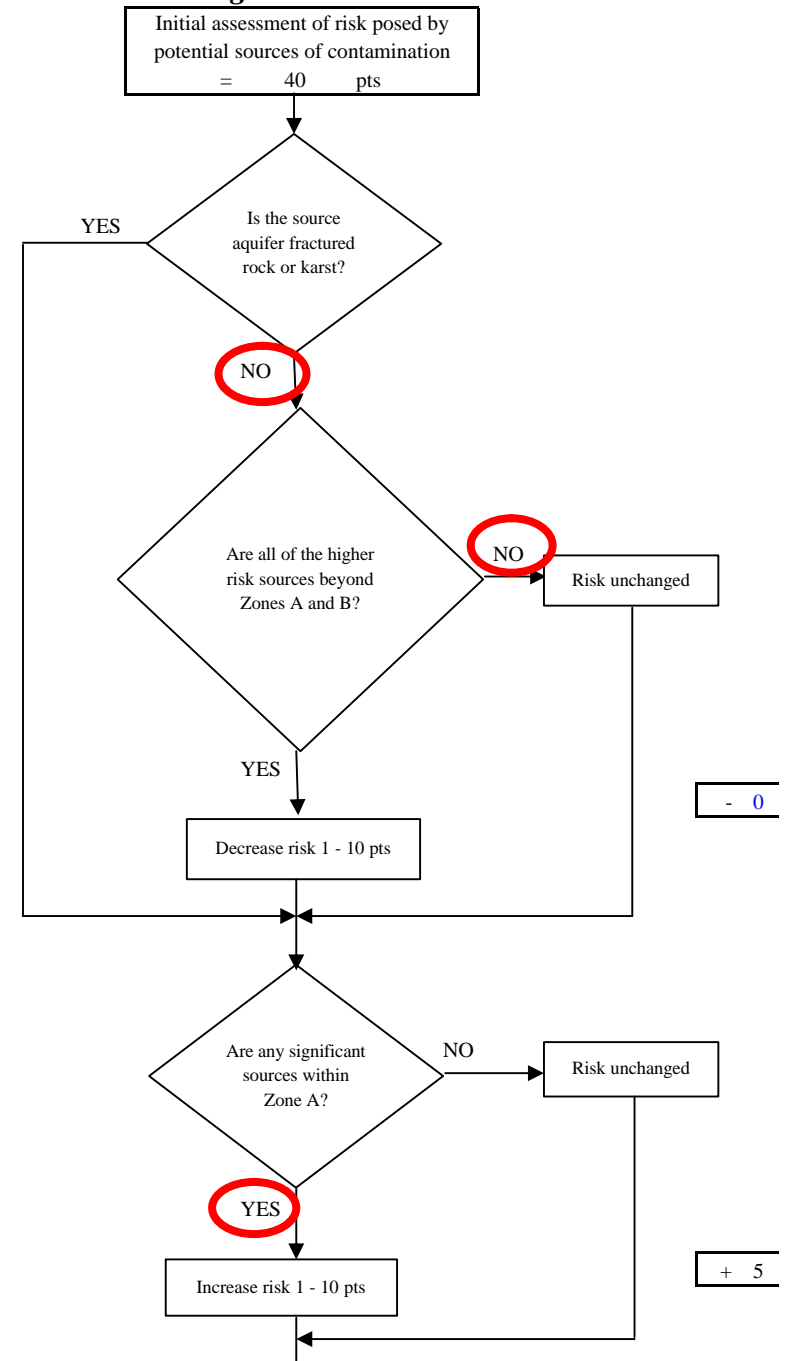 Initial assessment of risk posed by
potential sources of contamination
= 40 pts
YES
Is the source
aquifer fractured
rock or karst?
NO
Are all of the higher
risk sources beyond
Zones A and B?
NO
Risk unchanged
YES
- 0
Decrease risk 1 - 10 pts
Are any significant
sources within
Zone A?
NO
Risk unchanged
YES
+ 5
Increase risk 1 - 10 pts